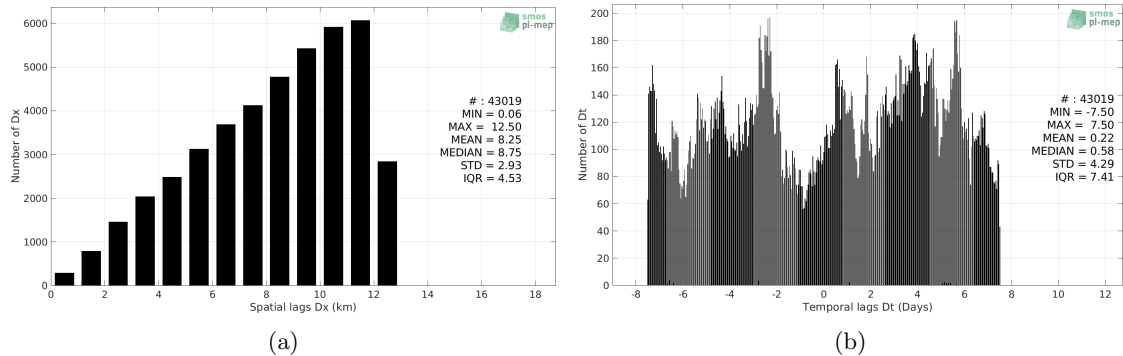 smos
pi-mep
6000
5000
4000
3000
2000
1000
0
Number of Dx
# : 43019
MIN = 0.06
MAX = 12.50
MEAN = 8.25
MEDIAN = 8.75
STD = 2.93
IQR = 4.53
0 2 4 6 8 10 12 14 16 18
Spatial lags Dx (km)
(a)
smos
pi-mep
200
180
160
140
120
100
80
60
40
20
0
Number of Dt
# : 43019
MIN = -7.50
MAX = 7.50
MEAN = 0.22
MEDIAN = 0.58
STD = 4.29
IQR = 7.41
-8 -6 -4 -2 0 2 4 6 8 10 12
Temporal lags Dt (Days)
(b)